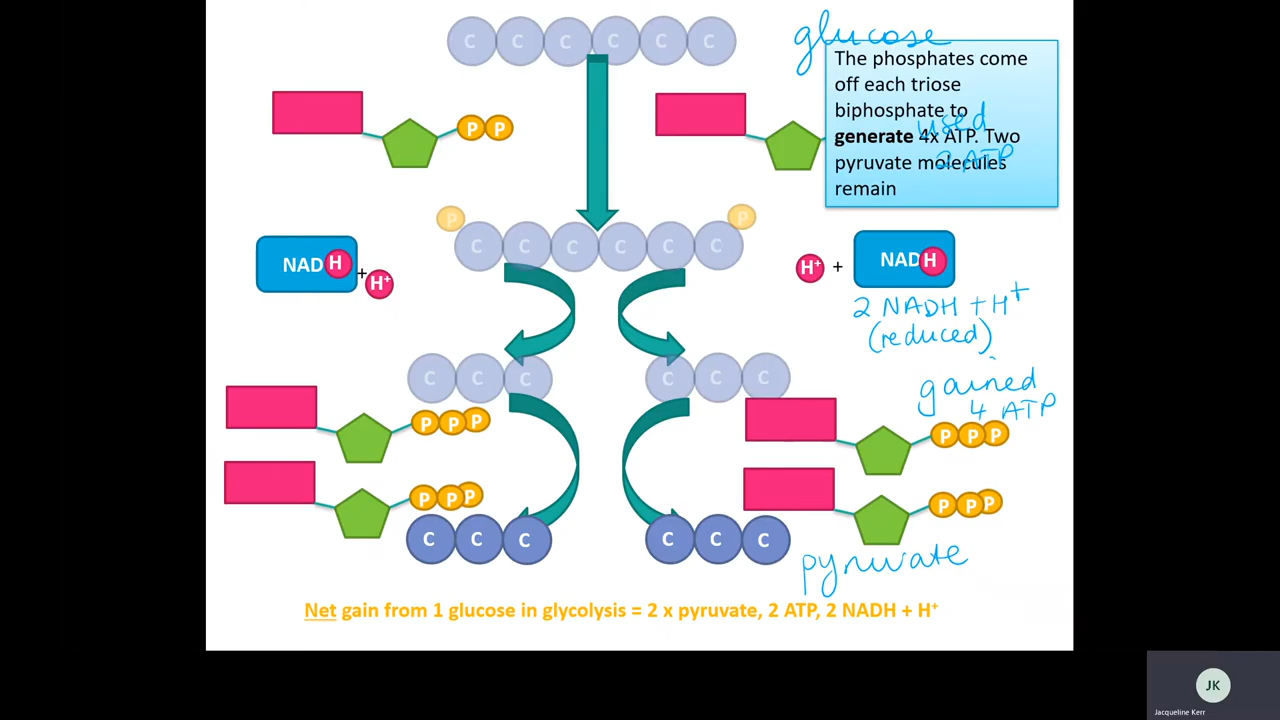 C C C C C C
glucose
The phosphates come
off each triose
biphosphate to
generate 4x ATP. Two
pyruvate molecules
remain
used
2 ATP
P P
P P
C C C C C C
NADH + H⁺
H⁺ + NADH
2 NADH + H⁺
(reduced)
C C C
C C C
gained
4 ATP
P P P
P P P
P P P
P P P
C C C
C C C
pyruvate
Net gain from 1 glucose in glycolysis = 2 x pyruvate, 2 ATP, 2 NADH + H⁺
JK
Jacqueline Kerr